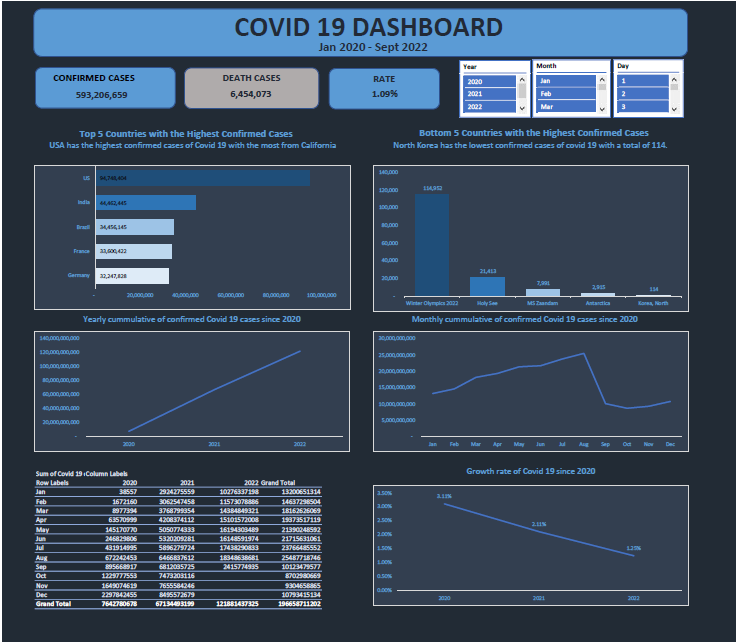 COVID 19 DASHBOARD
Jan 2020 - Sept 2022
CONFIRMED CASES
593,206,659
DEATH CASES
6,454,073
RATE
1.09%
Year
2020
2021
2022
Month
Jan
Feb
Mar
Day
1
2
3
Top 5 Countries with the Highest Confirmed Cases
USA has the highest confirmed cases of Covid 19 with the most from California
US
94,748,404
India
44,462,445
Brazil
34,456,145
France
33,600,422
Germany
32,247,828
-
20,000,000
40,000,000
60,000,000
80,000,000
100,000,000
Bottom 5 Countries with the Highest Confirmed Cases
North Korea has the lowest confirmed cases of covid 19 with a total of 114.
140,000
120,000
100,000
80,000
60,000
40,000
20,000
-
21,412
7,991
114
Winter Olympics 2022
Holy See
MS Zaandam
Antarctica
Korea, North
Yearly cummulative of confirmed Covid 19 cases since 2020
140,000,000,000
120,000,000,000
100,000,000,000
80,000,000,000
60,000,000,000
40,000,000,000
20,000,000,000
-
2020
2021
2022
Monthly cummulative of confirmed Covid 19 cases since 2020
30,000,000,000
25,000,000,000
20,000,000,000
15,000,000,000
10,000,000,000
5,000,000,000
-
Jan Feb Mar Apr May Jun Jul Aug Sep Oct Nov Dec
Sum of Covid 19 Column Labels
Row Labels 2020 2021 2022 Grand Total
Jan 38557 2924275559 10276337198 13200651314
Feb 1672160 3062547458 11573078886 14637298504
Mar 8977394 3768799354 14384849321 18162626069
Apr 63570999 4208374112 15101572008 19373517119
May 145170770 5050774333 16194303489 21390248592
Jun 246829806 5320209281 16148591974 21715631061
Jul 431914995 5896279724 17438290833 23766485552
Aug 672242453 6466837612 18348638681 25487718746
Sep 895668917 6812035725 2415774935 10123479577
Oct 1229777553 7473203116 8702980669
Nov 1649074619 7655584246 9304658865
Dec 2297842455 8495572679 10793415134
Grand Total 7642780678 67134493199 121881437325 196658711202
Growth rate of Covid 19 since 2020
3.50%
3.00%
2.50%
2.00%
1.50%
1.00%
0.50%
0.00%
3.13%
2.11%
1.25%
2020
2021
2022